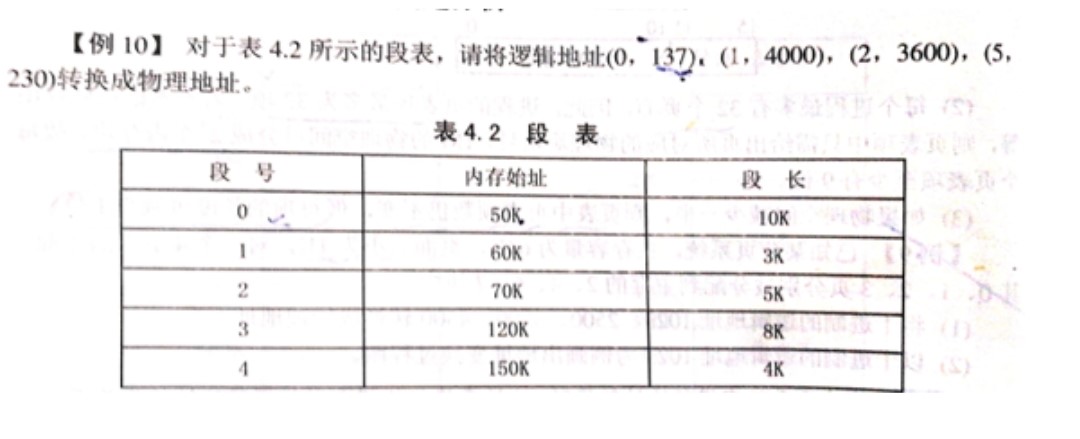 【例 10】 对于表 4.2 所示的段表，请将逻辑地址(0，137)，(1，4000)，(2，3600)，(5，
230)转换成物理地址。
表 4.2 段 表
段 号 内存始址 段 长
0 50K 10K
1 60K 3K
2 70K 5K
3 120K 8K
4 150K 4K